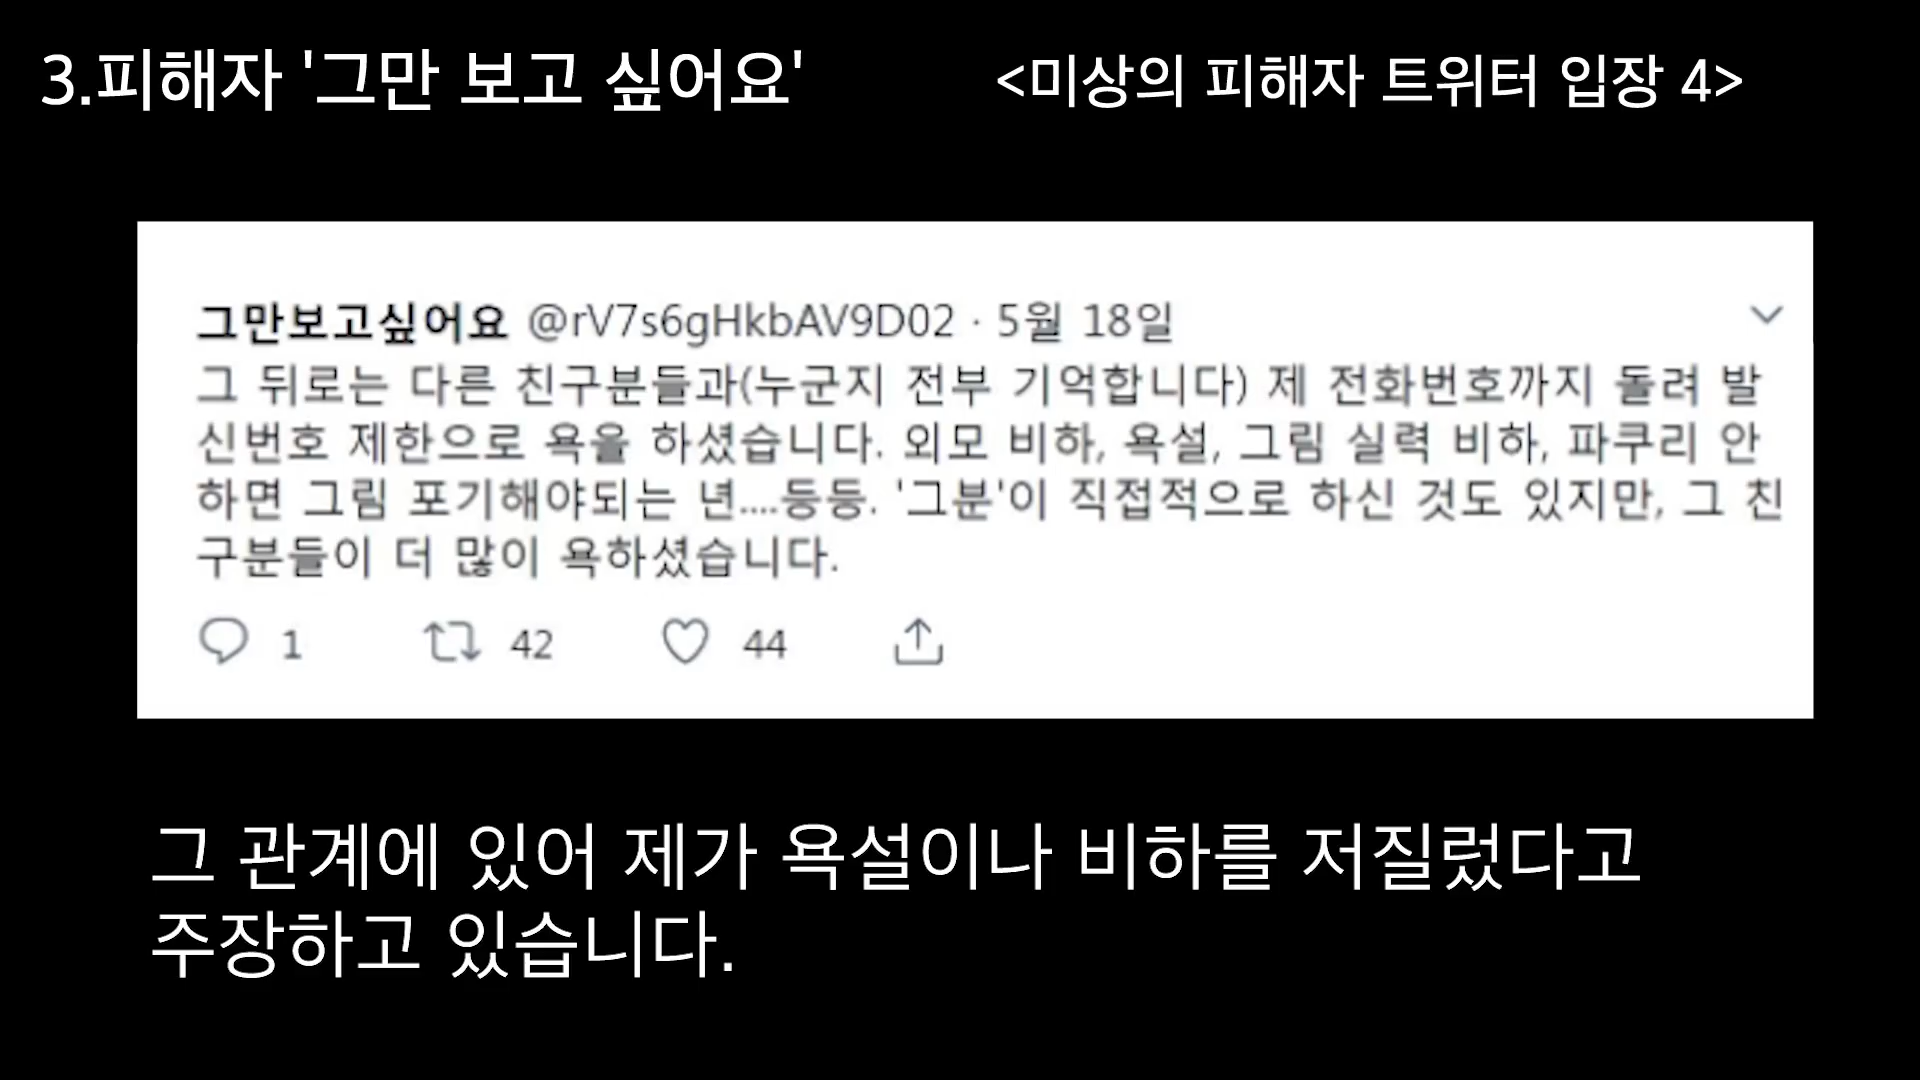 3.피해자 '그만 보고 싶어요'
<미상의 피해자 트위터 입장 4>
그만보고싶어요 @rV7s6gHkbAV9D02 · 5월 18일
그 뒤로는 다른 친구분들과(누군지 전부 기억합니다) 제 전화번호까지 돌려 발
신번호 제한으로 욕을 하셨습니다. 외모 비하, 욕설, 그림 실력 비하, 파쿠리 안
하면 그림 포기해야되는 년....등등. '그분'이 직접적으로 하신 것도 있지만, 그 친
구분들이 더 많이 욕하셨습니다.
1 42 44
그 관계에 있어 제가 욕설이나 비하를 저질렀다고
주장하고 있습니다.